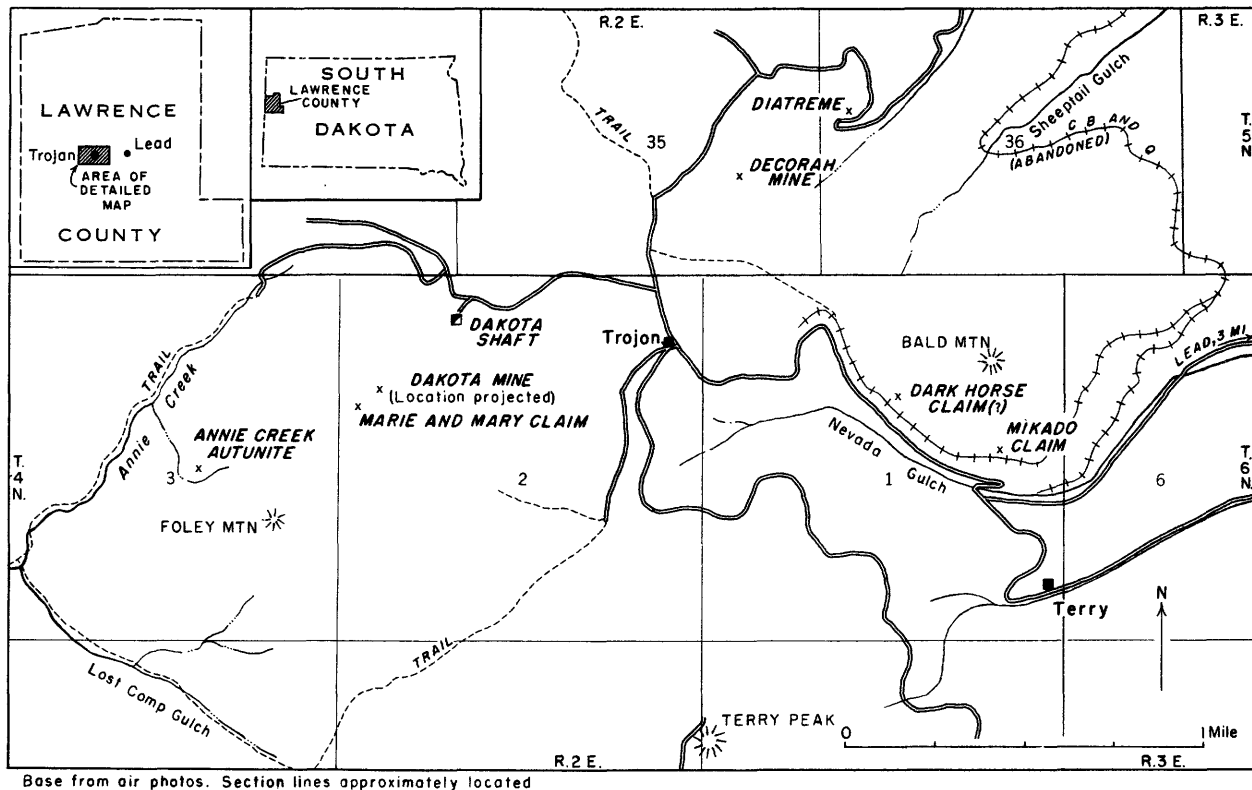 R.2 E.
R.3 E.
LAWRENCE
COUNTY
Trojan
Lead
AREA OF
DETAILED
MAP
SOUTH
DAKOTA
LAWRENCE
COUNTY
TRAIL
35
DIATREME
DECORAH
MINE
36
Sheeptail Gulch
C B AND Q
(ABANDONED)
T.
5
N.
DAKOTA
SHAFT
Trojon
BALD MTN
LEAD, 3 MI.
DAKOTA MINE
(Location projected)
MARIE AND MARY CLAIM
DARK HORSE
CLAIM(?)
MIKADO
CLAIM
TRAIL
Annie Creek
ANNIE CREEK
AUTUNITE
Nevada Gulch
T.
4
N.
3
2
1
6
T.
6
N.
FOLEY MTN
Terry
N
TRAIL
Lost Comp Gulch
TERRY PEAK
0
1 Mile
R.2 E.
R.3 E.
Base from air photos. Section lines approximately located